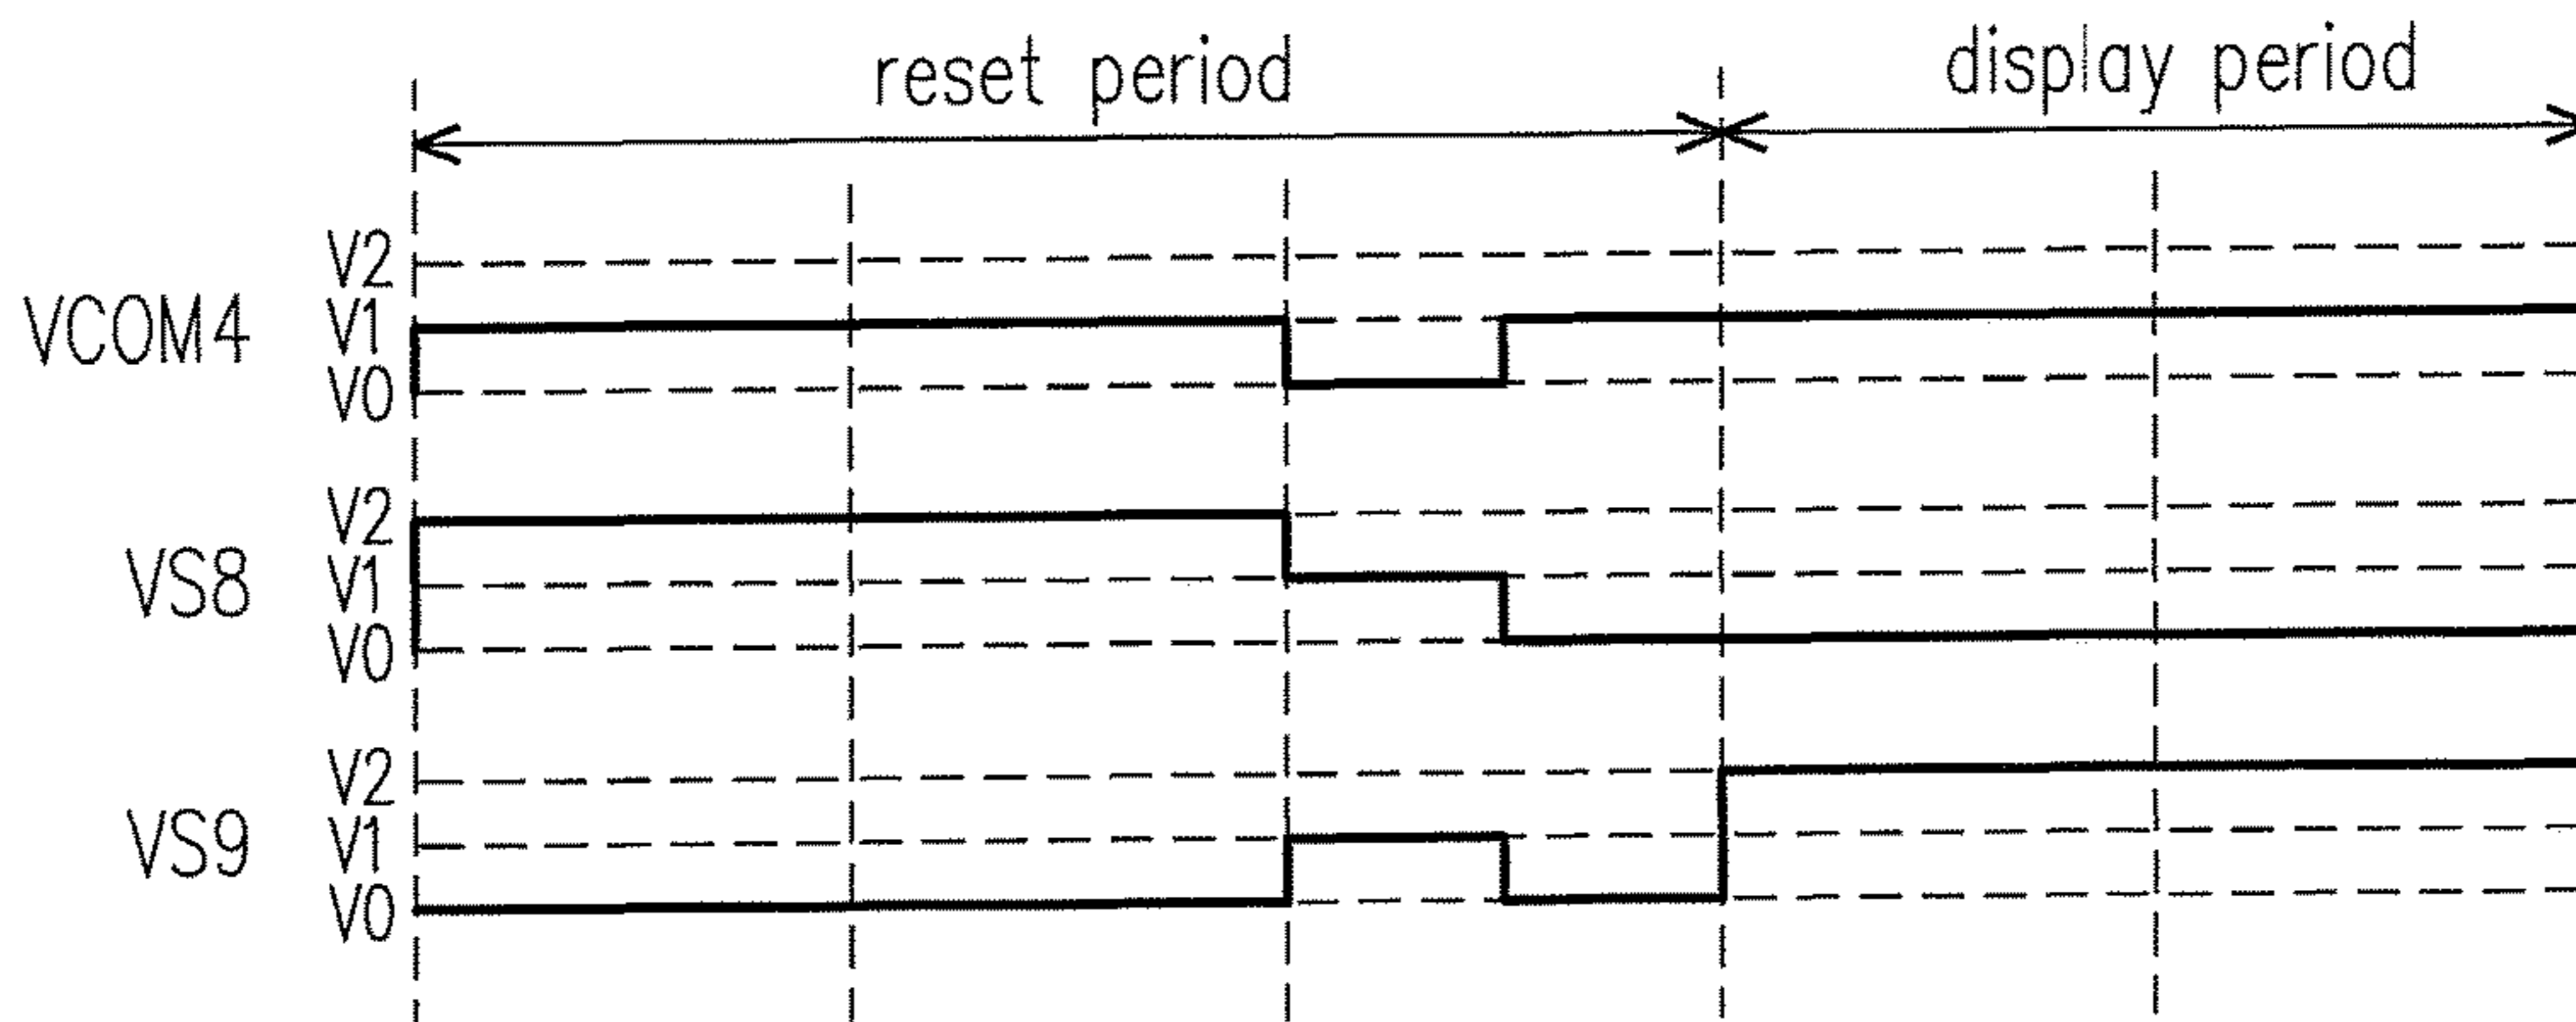 reset period display period
V2
VCOM4 V1
V0
V2
VS8 V1
V0
V2
VS9 V1
V0